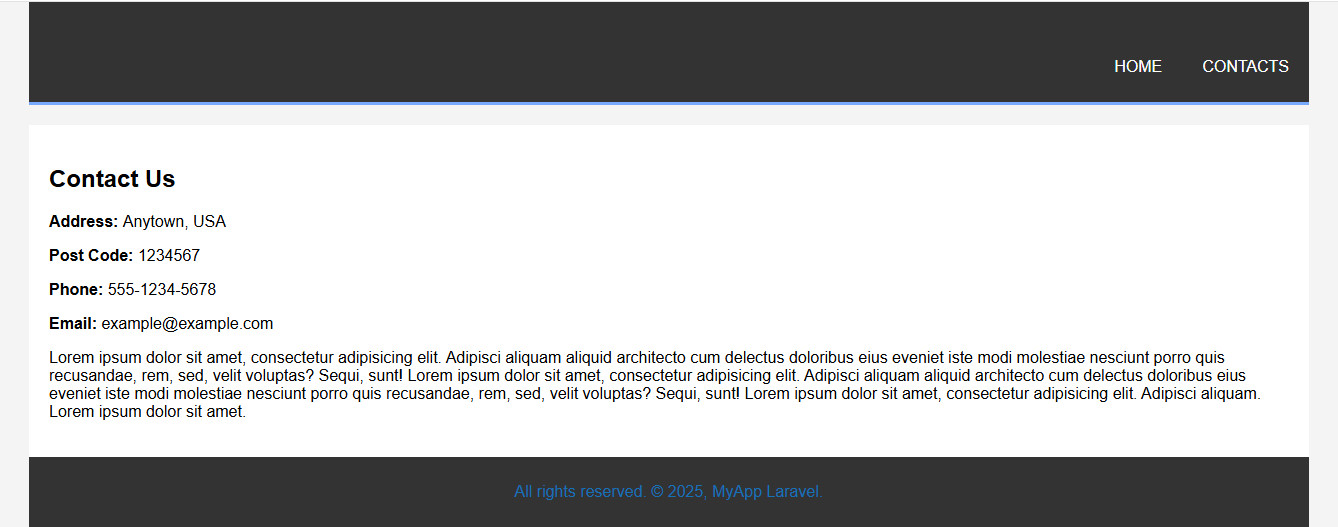 HOME CONTACTS
Contact Us
Address: Anytown, USA
Post Code: 1234567
Phone: 555-1234-5678
Email: example@example.com
Lorem ipsum dolor sit amet, consectetur adipisicing elit. Adipisci aliquam aliquid architecto cum delectus doloribus eius eveniet iste modi molestiae nesciunt porro quis
recusandae, rem, sed, velit voluptas? Sequi, sunt! Lorem ipsum dolor sit amet, consectetur adipisicing elit. Adipisci aliquam aliquid architecto cum delectus doloribus eius
eveniet iste modi molestiae nesciunt porro quis recusandae, rem, sed, velit voluptas? Sequi, sunt! Lorem ipsum dolor sit amet, consectetur adipisicing elit. Adipisci aliquam.
Lorem ipsum dolor sit amet.
All rights reserved. © 2025, MyApp Laravel.